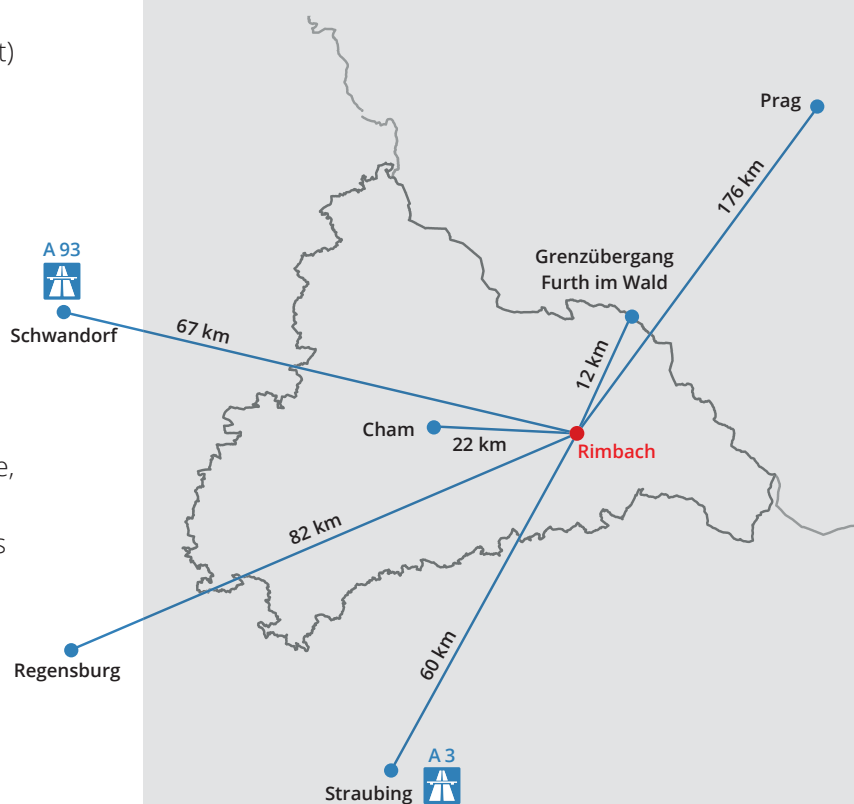 t)
Prag
176 km
A 93
Grenzübergang
Furth im Wald
Schwandorf
67 km
12 km
Cham
22 km
Rimbach
e,
82 km
s
60 km
Regensburg
A 3
Straubing